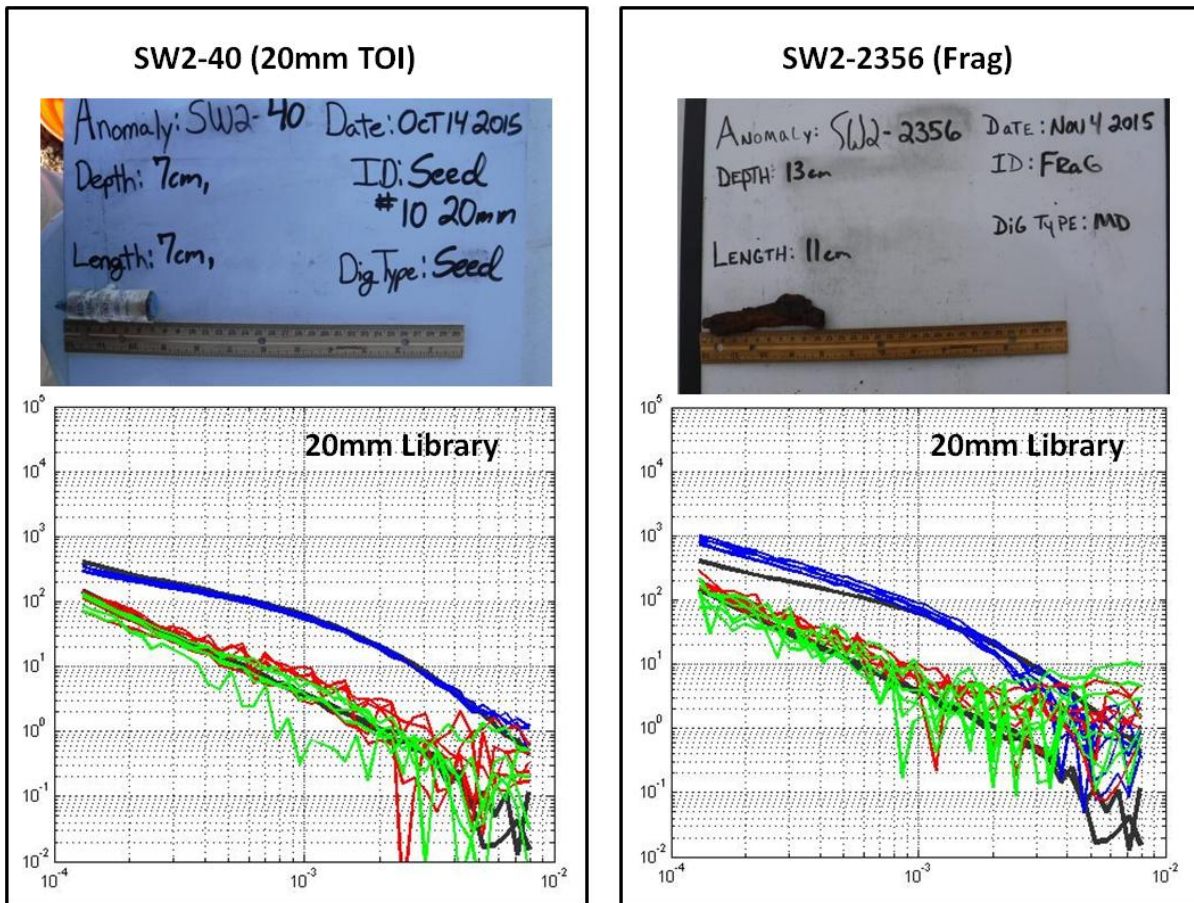 SW2-40 (20mm TOI)
Anomaly: SW2-40 Date: OCT 14 2015
Depth: 7cm, ID: Seed
#10 20mm
Length: 7cm, Dig Type: Seed
20mm Library
10^5
10^4
10^3
10^2
10^1
10^0
10^-1
10^-2
10^-4 10^-3 10^-2
SW2-2356 (Frag)
ANOMALY: SW2-2356 DATE: Nov 4 2015
DEPTH: 13cm ID: FRaG
DiG TYPE: MD
LENGTH: 11cm
20mm Library
10^5
10^4
10^3
10^2
10^1
10^0
10^-1
10^-2
10^-4 10^-3 10^-2